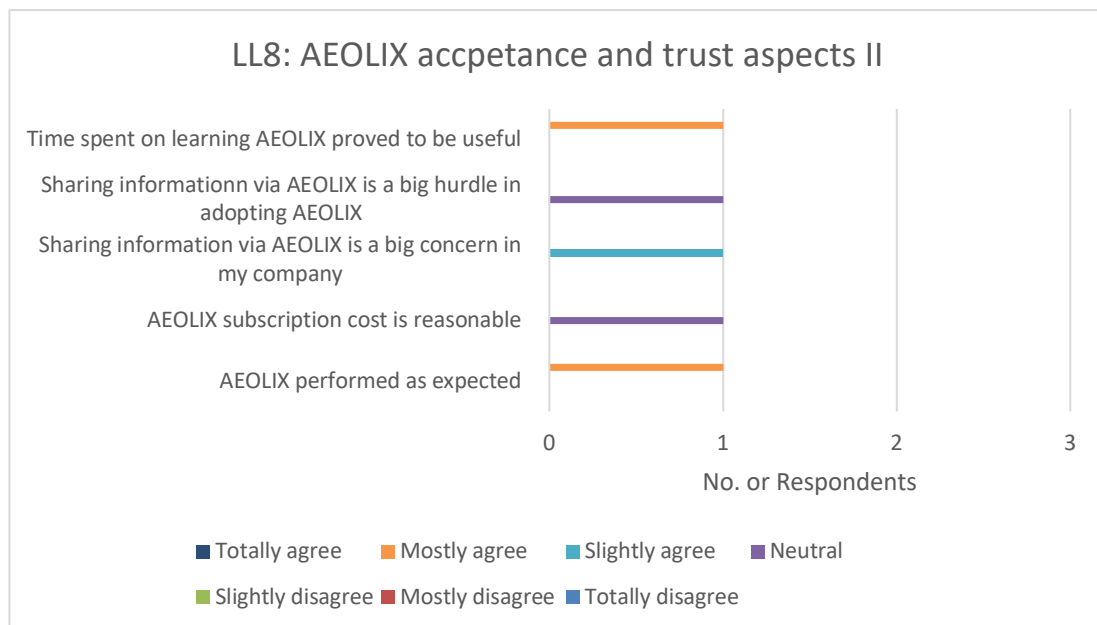 LL8: AEOLIX accpetance and trust aspects II
Time spent on learning AEOLIX proved to be useful
Sharing informationn via AEOLIX is a big hurdle in
adopting AEOLIX
Sharing information via AEOLIX is a big concern in
my company
AEOLIX subscription cost is reasonable
AEOLIX performed as expected
0 1 2 3
No. or Respondents
Totally agree Mostly agree Slightly agree Neutral
Slightly disagree Mostly disagree Totally disagree